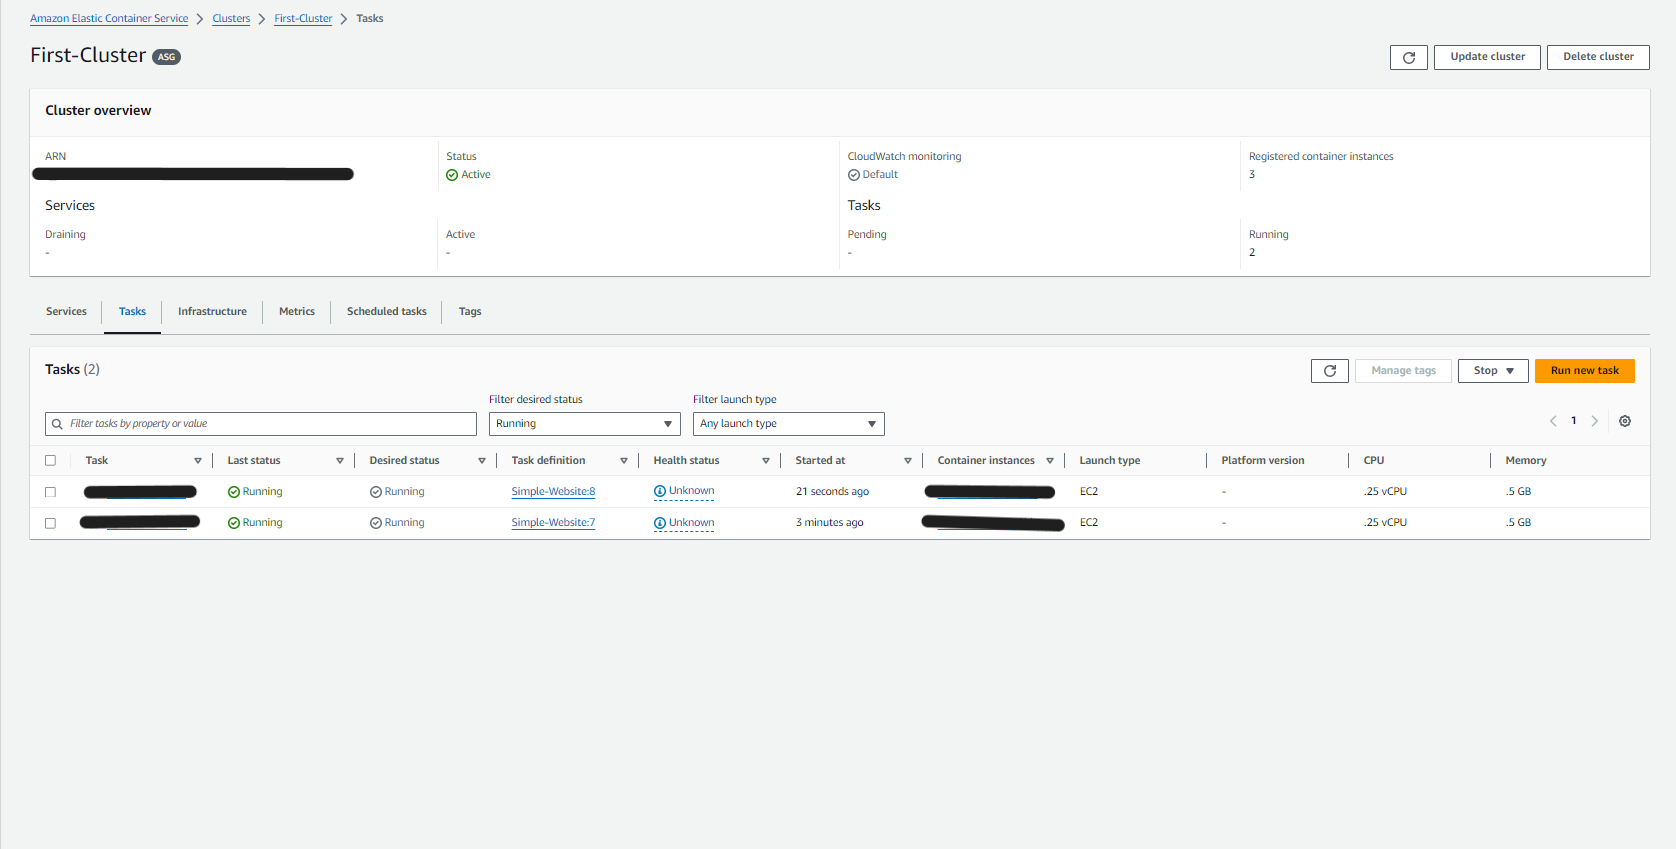 Amazon Elastic Container Service > Clusters > First-Cluster > Tasks
First-Cluster ASG
Update cluster Delete cluster
Cluster overview
ARN Status CloudWatch monitoring Registered container instances
Active Default 3
Services Tasks
Draining Active Pending Running
- - - 2
Services Tasks Infrastructure Metrics Scheduled tasks Tags
Tasks (2) Manage tags Stop Run new task
Filter desired status Filter launch type
Filter tasks by property or value Running Any launch type 1
Task Last status Desired status Task definition Health status Started at Container instances Launch type Platform version CPU Memory
Running Running Simple-Website:8 Unknown 21 seconds ago EC2 - .25 vCPU .5 GB
Running Running Simple-Website:7 Unknown 3 minutes ago EC2 - .25 vCPU .5 GB